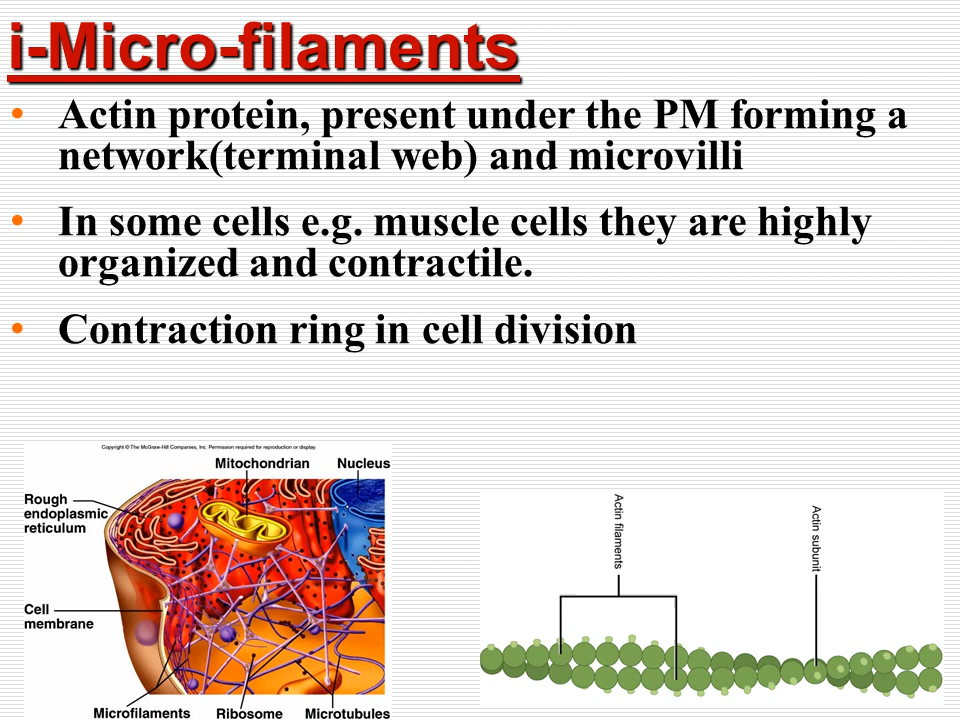 i-Micro-filaments
• Actin protein, present under the PM forming a
network(terminal web) and microvilli
• In some cells e.g. muscle cells they are highly
organized and contractile.
• Contraction ring in cell division
Copyright © The McGraw-Hill Companies, Inc. Permission required for reproduction or display.
Mitochondrian
Nucleus
Rough
endoplasmic
reticulum
Cell
membrane
Microfilaments
Ribosome
Microtubules
Actin filaments
Actin subunit